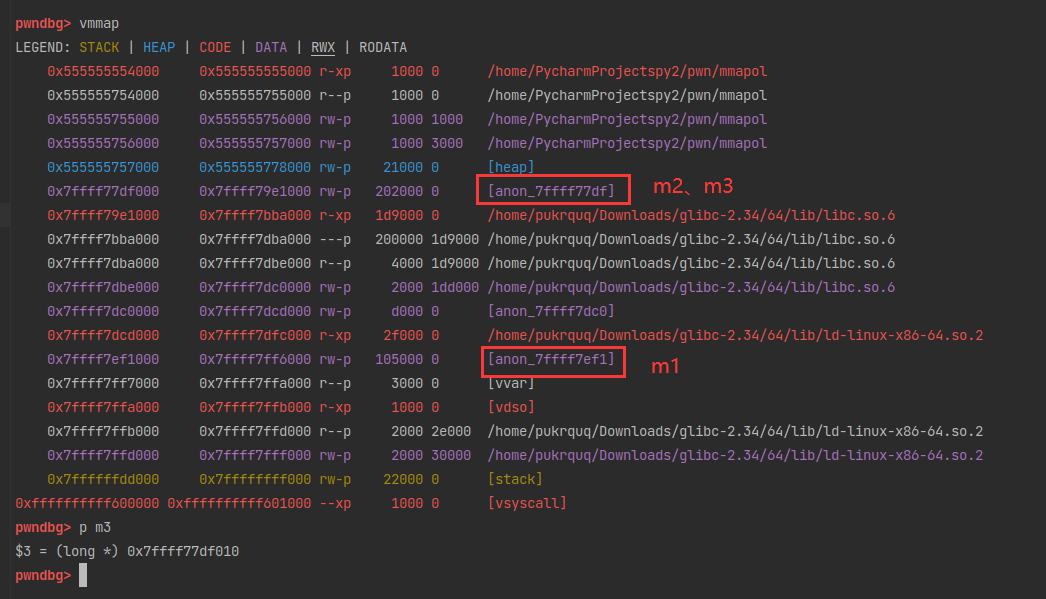 pwndbg> vmmap
LEGEND: STACK | HEAP | CODE | DATA | RWX | RODATA
0x555555554000 0x555555555000 r-xp 1000 0 /home/PycharmProjectspy2/pwn/mmapol
0x555555754000 0x555555755000 r--p 1000 0 /home/PycharmProjectspy2/pwn/mmapol
0x555555755000 0x555555756000 rw-p 1000 1000 /home/PycharmProjectspy2/pwn/mmapol
0x555555756000 0x555555757000 rw-p 1000 3000 /home/PycharmProjectspy2/pwn/mmapol
0x555555757000 0x555555778000 rw-p 21000 0 [heap]
0x7ffff77df000 0x7ffff79e1000 rw-p 202000 0 [anon_7ffff77df] m2、m3
0x7ffff79e1000 0x7ffff7bba000 r-xp 1d9000 0 /home/pukrquq/Downloads/glibc-2.34/64/lib/libc.so.6
0x7ffff7bba000 0x7ffff7dba000 ---p 200000 1d9000 /home/pukrquq/Downloads/glibc-2.34/64/lib/libc.so.6
0x7ffff7dba000 0x7ffff7dbe000 r--p 4000 1d9000 /home/pukrquq/Downloads/glibc-2.34/64/lib/libc.so.6
0x7ffff7dbe000 0x7ffff7dc0000 rw-p 2000 1dd000 /home/pukrquq/Downloads/glibc-2.34/64/lib/libc.so.6
0x7ffff7dc0000 0x7ffff7dcd000 rw-p d000 0 [anon_7ffff7dc0]
0x7ffff7dcd000 0x7ffff7dfc000 r-xp 2f000 0 /home/pukrquq/Downloads/glibc-2.34/64/lib/ld-linux-x86-64.so.2
0x7ffff7ef1000 0x7ffff7ff6000 rw-p 105000 0 [anon_7ffff7ef1] m1
0x7ffff7ff7000 0x7ffff7ffa000 r--p 3000 0 [vvar]
0x7ffff7ffa000 0x7ffff7ffb000 r-xp 1000 0 [vdso]
0x7ffff7ffb000 0x7ffff7ffd000 r--p 2000 2e000 /home/pukrquq/Downloads/glibc-2.34/64/lib/ld-linux-x86-64.so.2
0x7ffff7ffd000 0x7ffff7fff000 rw-p 2000 30000 /home/pukrquq/Downloads/glibc-2.34/64/lib/ld-linux-x86-64.so.2
0x7ffffffdd000 0x7ffffffff000 rw-p 22000 0 [stack]
0xffffffffff600000 0xffffffffff601000 --xp 1000 0 [vsyscall]
pwndbg> p m3
$3 = (long *) 0x7ffff77df010
pwndbg>